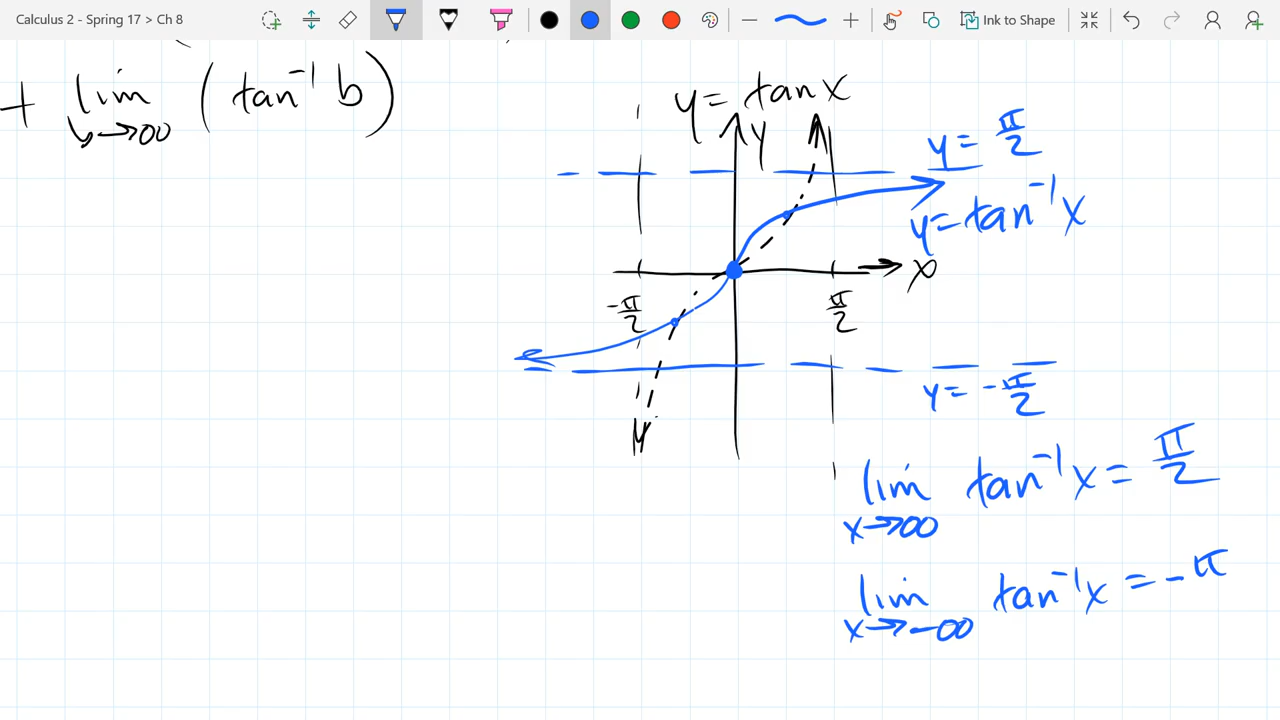 Calculus 2 - Spring 17 > Ch 8
Ink to Shape
+ lim (tan⁻¹ b)
b→∞
y = tan x
y
y = π/2
y = tan⁻¹ x
x
-π/2
π/2
y = -π/2
lim tan⁻¹ x = π/2
x→∞
lim tan⁻¹ x = -π
x→-∞